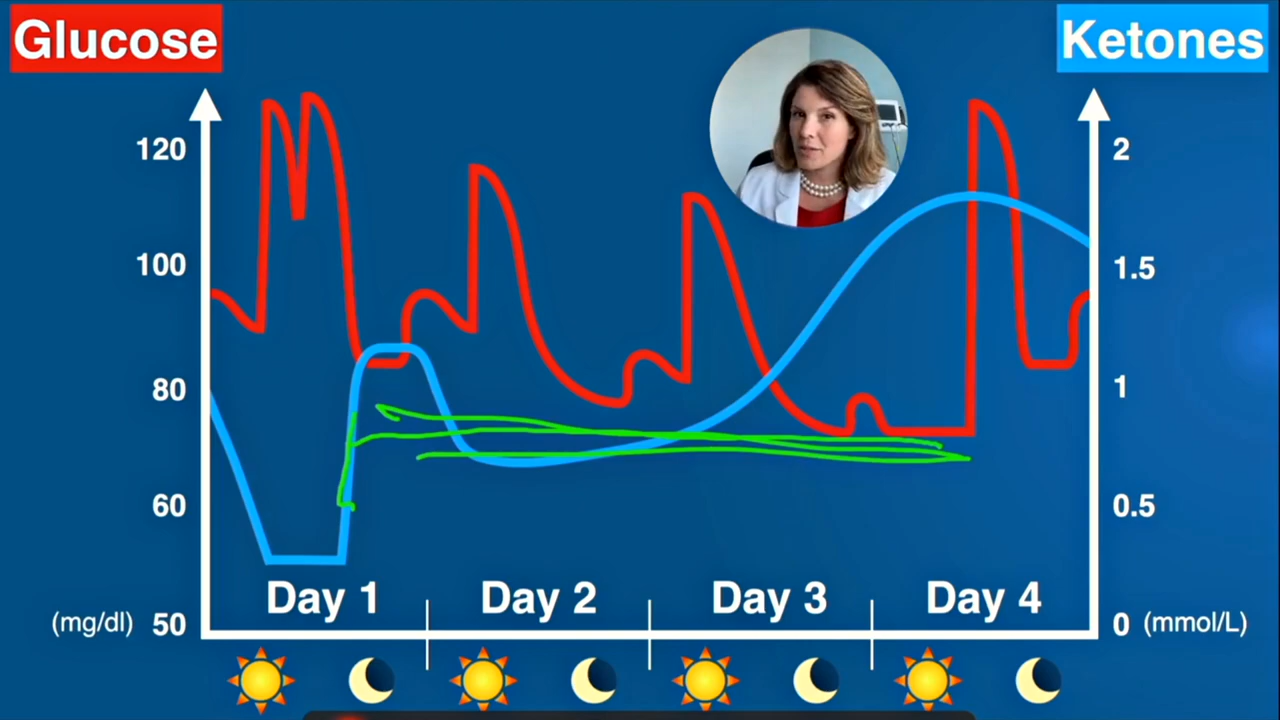 Glucose
Ketones
120
100
80
60
(mg/dl) 50
2
1.5
1
0.5
0 (mmol/L)
Day 1
Day 2
Day 3
Day 4